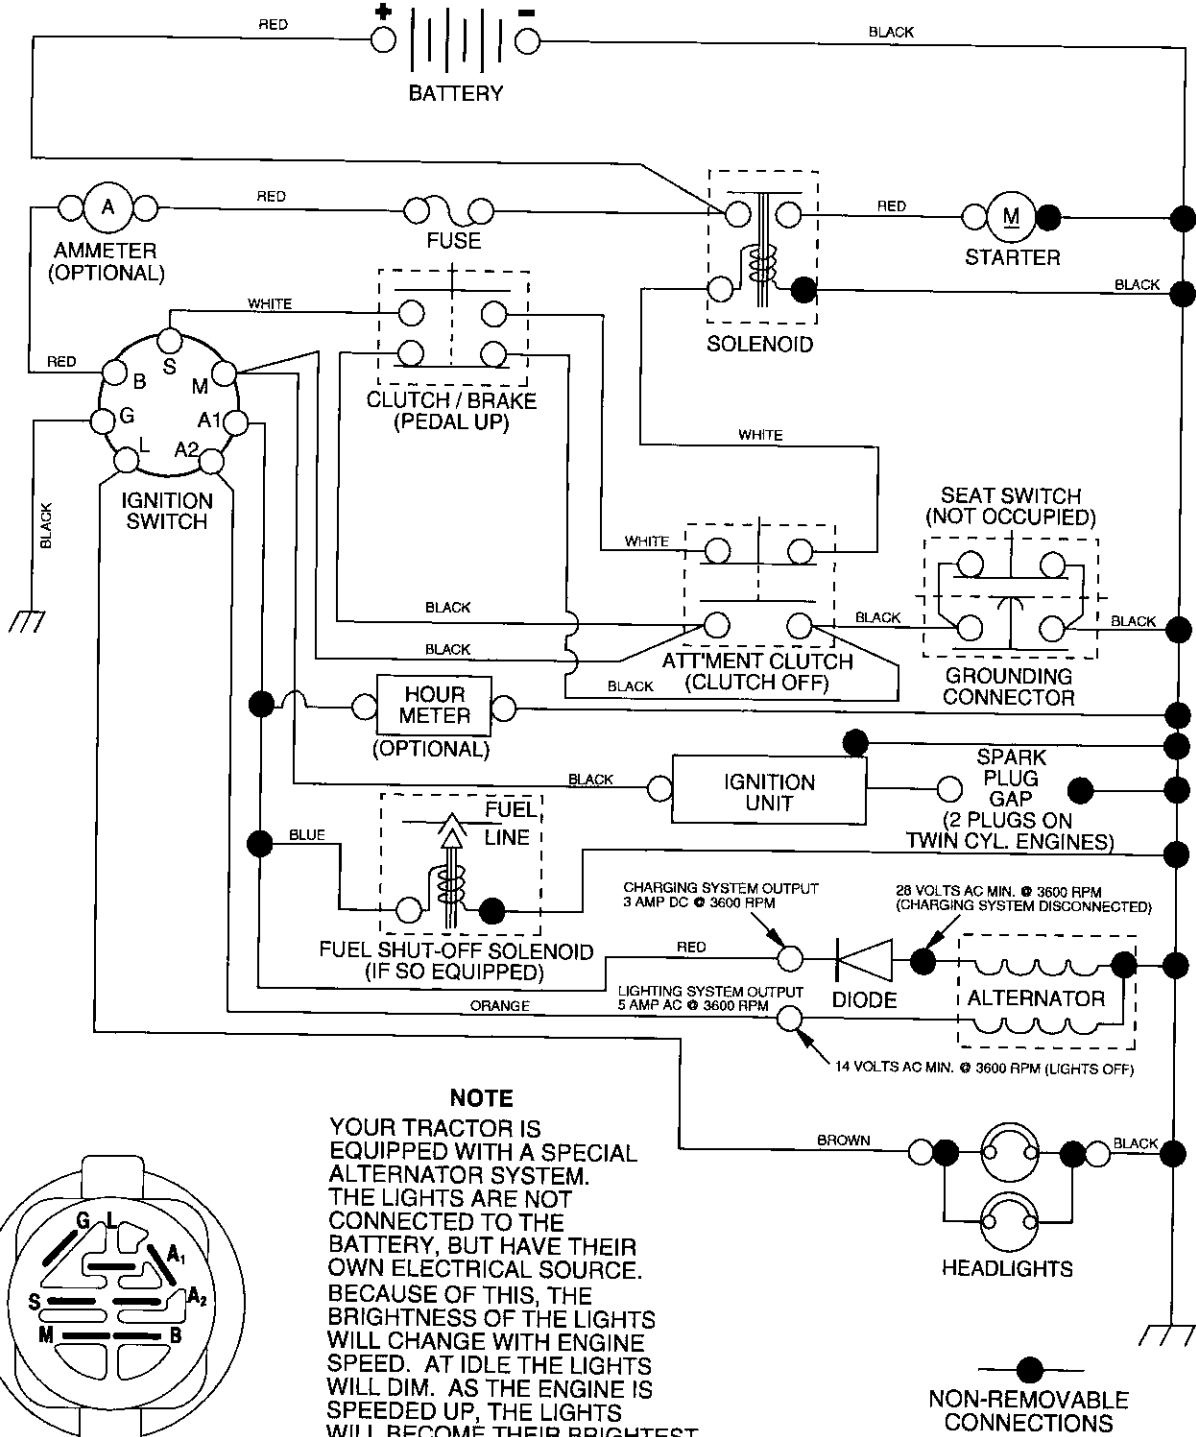 + -
RED
BLACK
BATTERY
A
RED
AMMETER
(OPTIONAL)
FUSE
RED
M
STARTER
BLACK
SOLENOID
WHITE
CLUTCH / BRAKE
(PEDAL UP)
RED
S
B
M
G
A1
L
A2
IGNITION
SWITCH
BLACK
WHITE
WHITE
SEAT SWITCH
(NOT OCCUPIED)
BLACK
BLACK
BLACK
BLACK
BLACK
ATT'MENT CLUTCH
(CLUTCH OFF)
GROUNDING
CONNECTOR
HOUR
METER
(OPTIONAL)
BLACK
IGNITION
UNIT
SPARK
PLUG
GAP
(2 PLUGS ON
TWIN CYL. ENGINES)
BLUE
FUEL
LINE
FUEL SHUT-OFF SOLENOID
(IF SO EQUIPPED)
CHARGING SYSTEM OUTPUT
3 AMP DC @ 3600 RPM
28 VOLTS AC MIN. @ 3600 RPM
(CHARGING SYSTEM DISCONNECTED)
RED
DIODE
ALTERNATOR
LIGHTING SYSTEM OUTPUT
5 AMP AC @ 3600 RPM
ORANGE
14 VOLTS AC MIN. @ 3600 RPM (LIGHTS OFF)
BROWN
BLACK
HEADLIGHTS
NOTE
YOUR TRACTOR IS
EQUIPPED WITH A SPECIAL
ALTERNATOR SYSTEM.
THE LIGHTS ARE NOT
CONNECTED TO THE
BATTERY, BUT HAVE THEIR
OWN ELECTRICAL SOURCE.
BECAUSE OF THIS, THE
BRIGHTNESS OF THE LIGHTS
WILL CHANGE WITH ENGINE
SPEED. AT IDLE THE LIGHTS
WILL DIM. AS THE ENGINE IS
SPEEDED UP, THE LIGHTS
WILL BECOME THEIR BRIGHTEST
G L
A1
S
A2
M
B
NON-REMOVABLE
CONNECTIONS